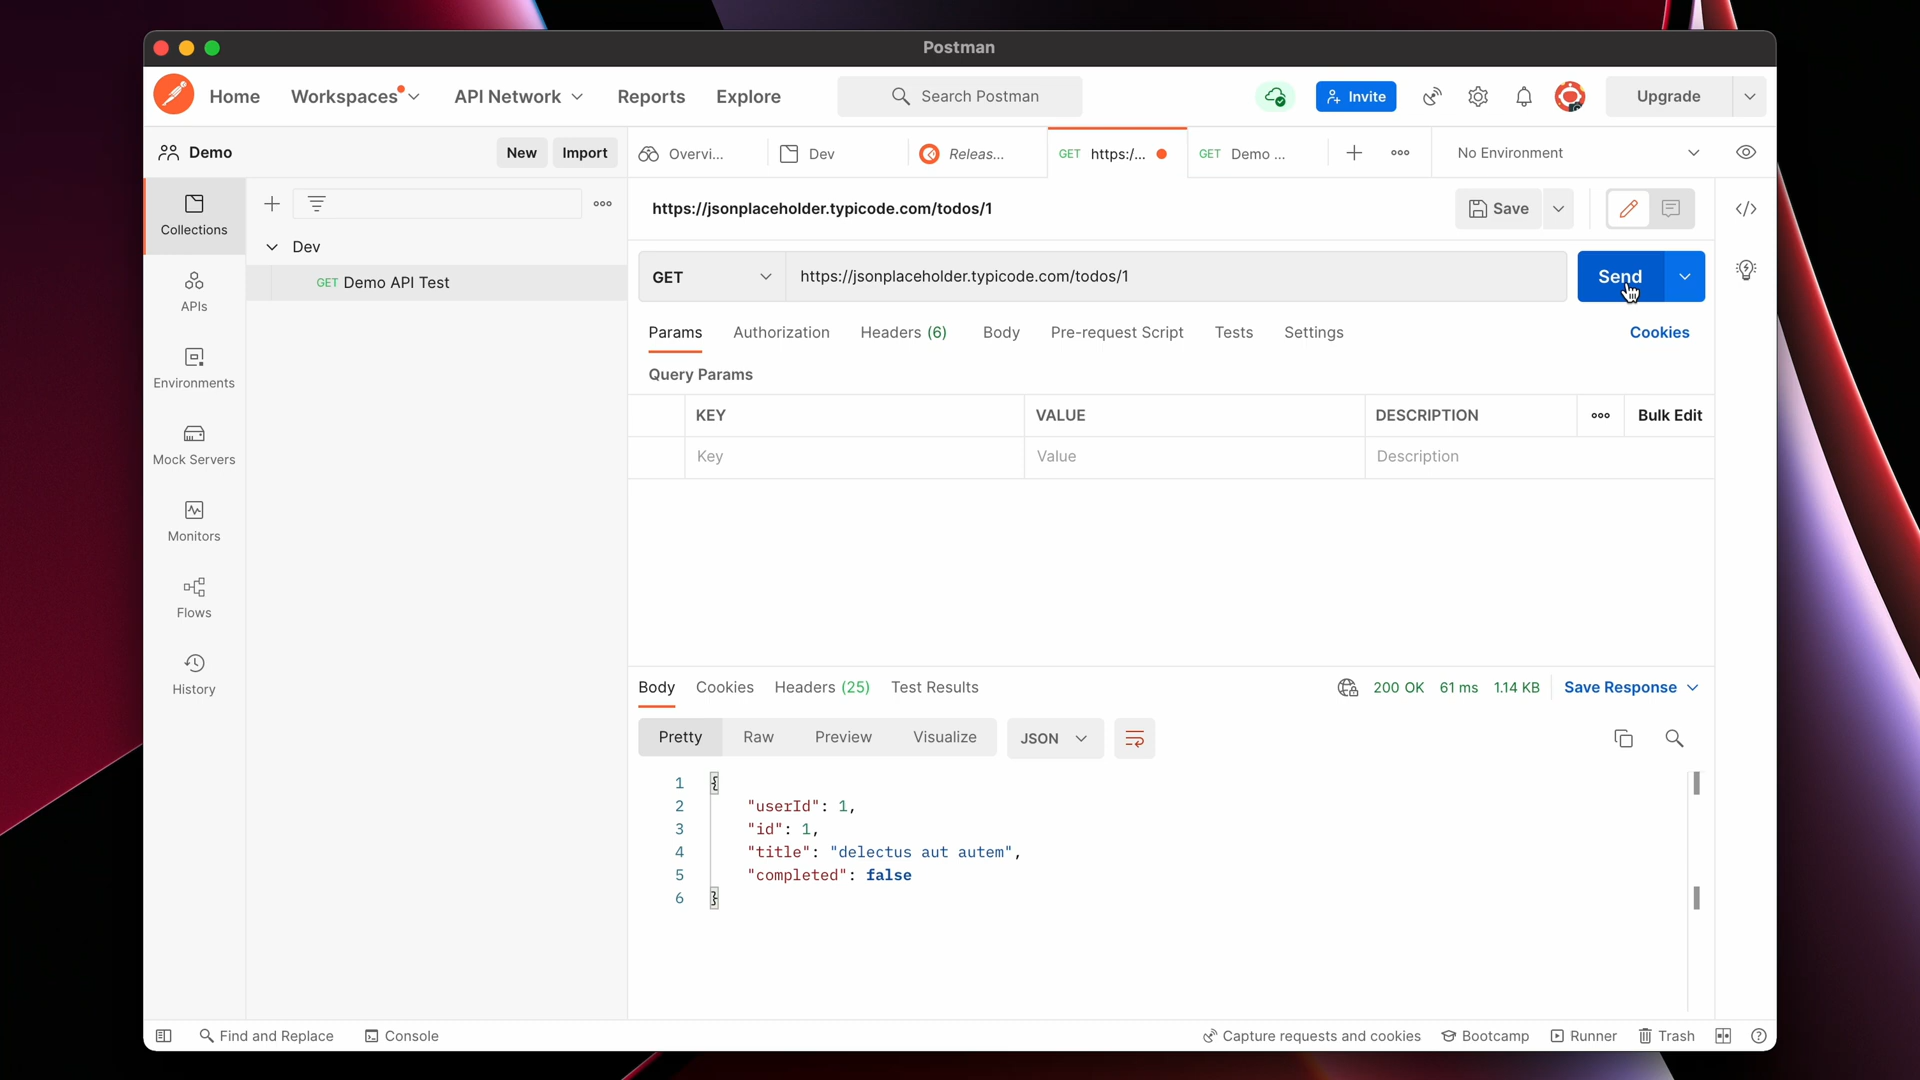 Postman
Home Workspaces API Network Reports Explore Search Postman Invite Upgrade
Demo New Import Overvi... Dev Releas... GET https:/... GET Demo ... No Environment
Collections
https://jsonplaceholder.typicode.com/todos/1 Save
Dev
GET Demo API Test
GET https://jsonplaceholder.typicode.com/todos/1 Send
APIs
Params Authorization Headers (6) Body Pre-request Script Tests Settings Cookies
Query Params
Environments
KEY VALUE DESCRIPTION Bulk Edit
Key Value Description
Mock Servers
Monitors
Flows
History
Body Cookies Headers (25) Test Results 200 OK 61 ms 1.14 KB Save Response
Pretty Raw Preview Visualize JSON
1 {
2 "userId": 1,
3 "id": 1,
4 "title": "delectus aut autem",
5 "completed": false
6 }
Find and Replace Console Capture requests and cookies Bootcamp Runner Trash